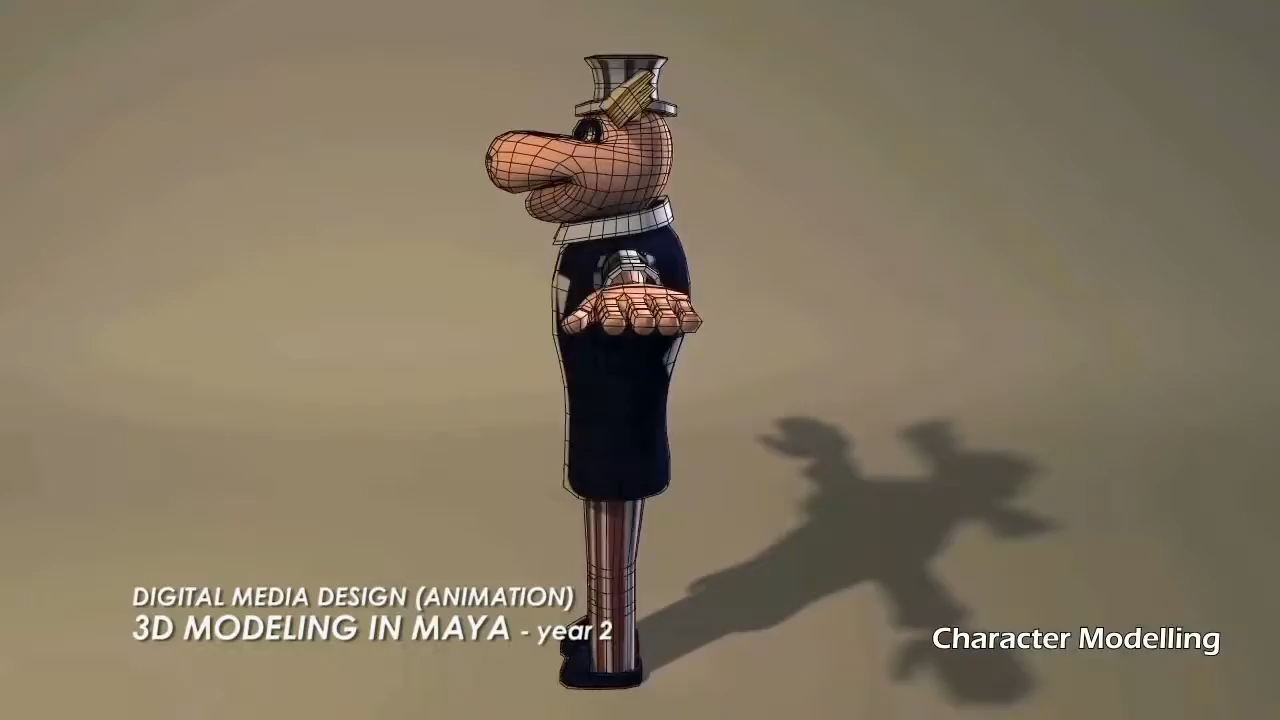 DIGITAL MEDIA DESIGN (ANIMATION)
3D MODELING IN MAYA - year 2
Character Modelling